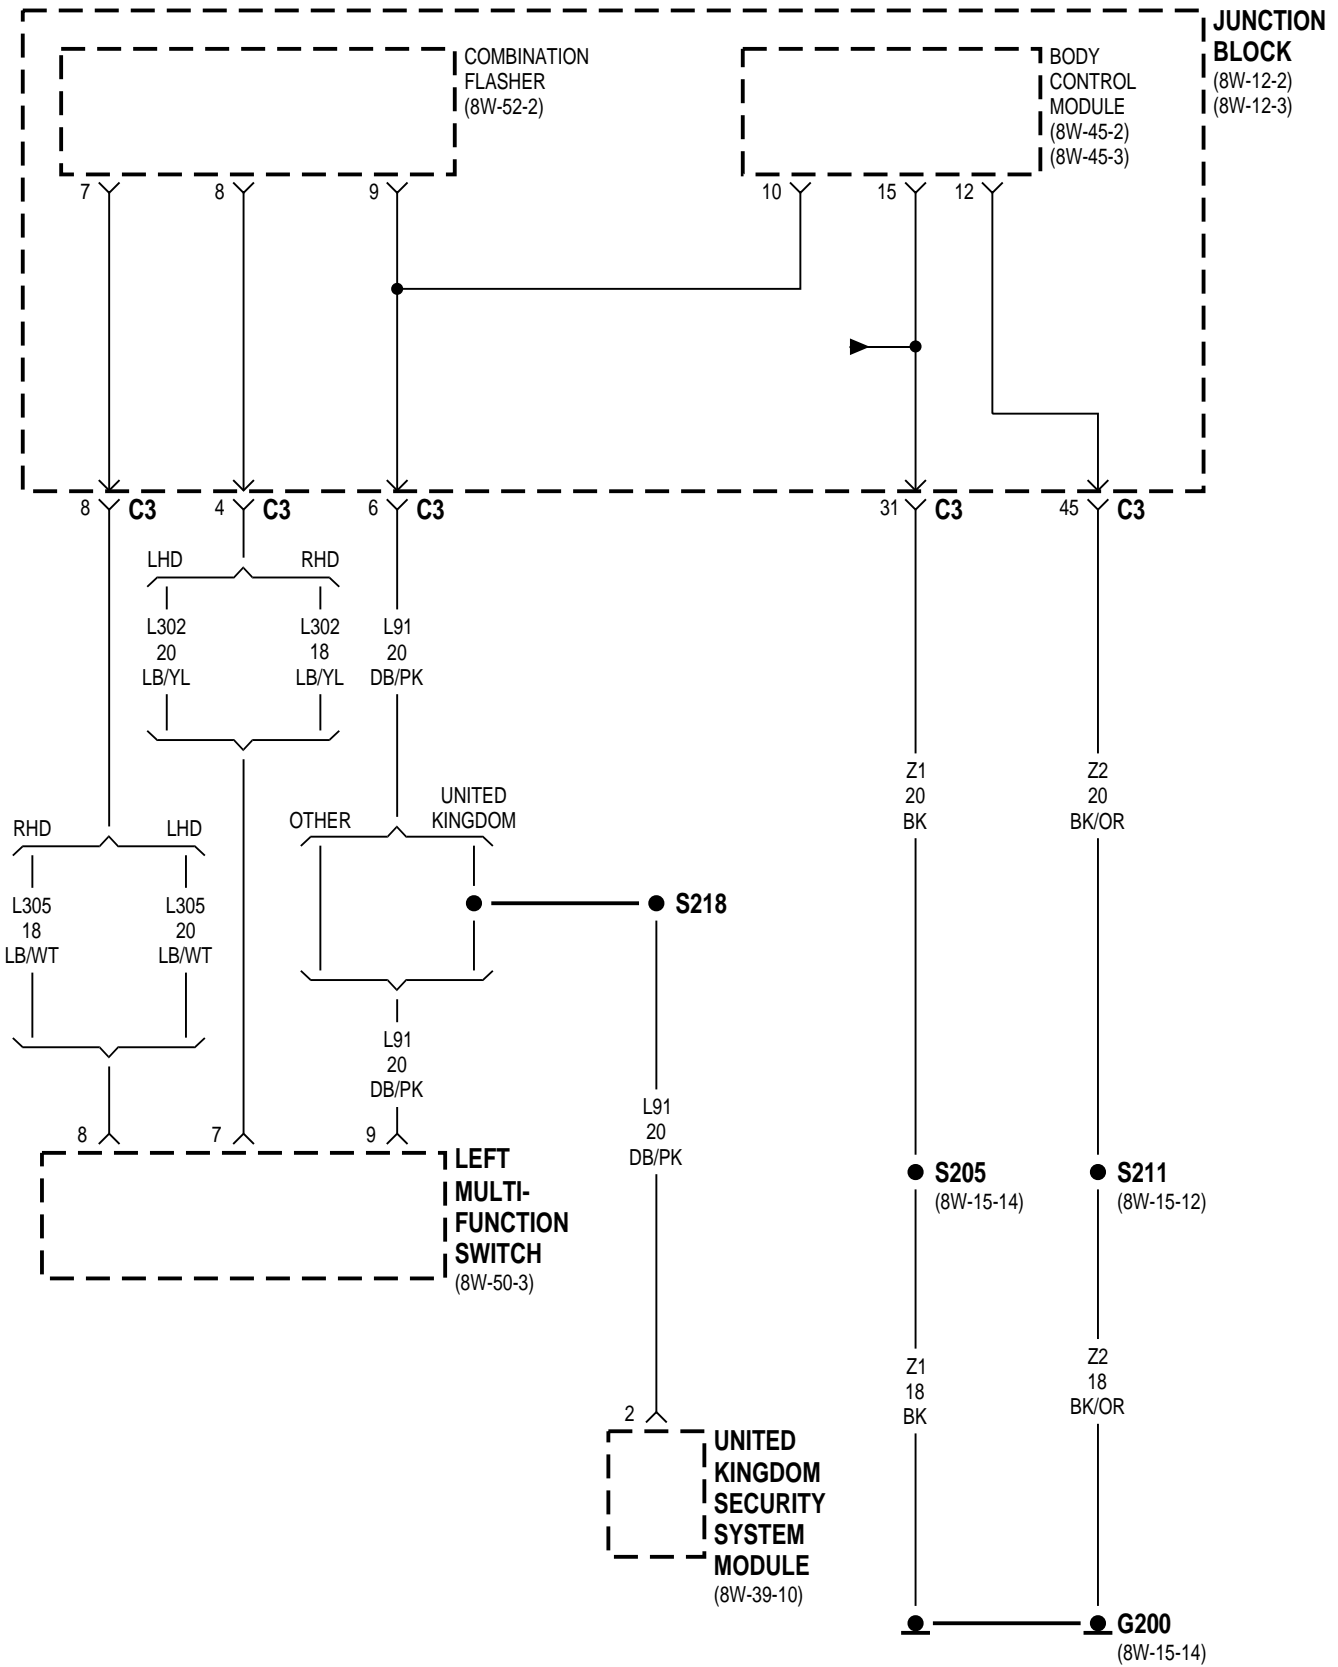 JUNCTION
BLOCK
(8W-12-2)
(8W-12-3)
COMBINATION
FLASHER
(8W-52-2)
BODY
CONTROL
MODULE
(8W-45-2)
(8W-45-3)
7
8
9
10
15
12
8
C3
4
C3
6
C3
31
C3
45
C3
LHD
RHD
L302
20
LB/YL
L302
18
LB/YL
L91
20
DB/PK
Z1
20
BK
Z2
20
BK/OR
OTHER
UNITED
KINGDOM
RHD
LHD
L305
18
LB/WT
L305
20
LB/WT
S218
L91
20
DB/PK
L91
20
DB/PK
8
7
9
LEFT
MULTI-
FUNCTION
SWITCH
(8W-50-3)
S205
(8W-15-14)
S211
(8W-15-12)
Z1
18
BK
Z2
18
BK/OR
2
UNITED
KINGDOM
SECURITY
SYSTEM
MODULE
(8W-39-10)
G200
(8W-15-14)